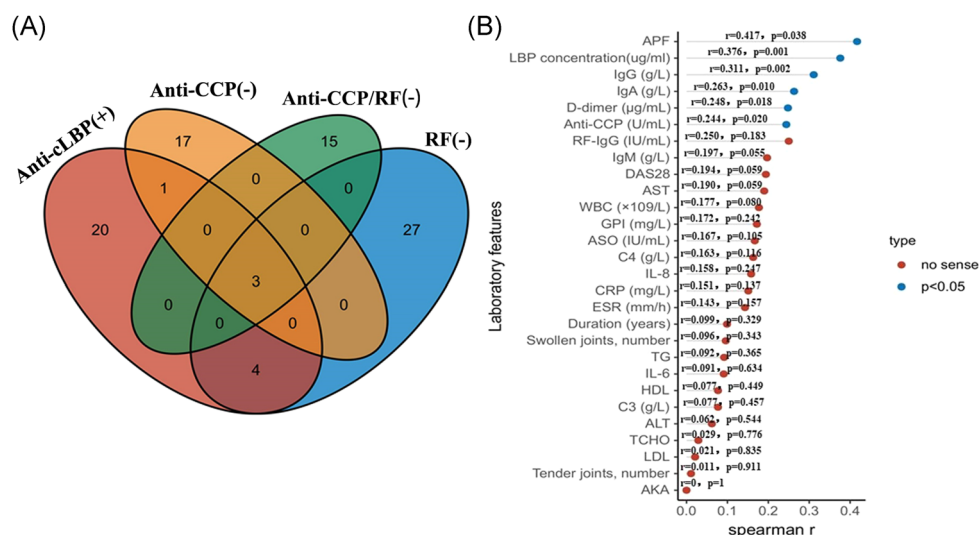 (A)
Anti-cLBP(+)
Anti-CCP(-)
Anti-CCP/RF(-)
RF(-)
17
15
1
0
0
20
0
0
27
3
0
0
0
0
4
(B)
Laboratory features
APF r=0.417, p=0.038
LBP concentration(ug/ml) r=0.376, p=0.001
IgG (g/L) r=0.311, p=0.002
IgA (g/L) r=0.263, p=0.010
D-dimer (μg/mL) r=0.248, p=0.018
Anti-CCP (U/mL) r=0.244, p=0.020
RF-IgG (IU/mL) r=0.250, p=0.183
IgM (g/L) r=0.197, p=0.055
DAS28 r=0.194, p=0.059
AST r=0.190, p=0.059
WBC (×109/L) r=0.177, p=0.080
GPI (mg/L) r=0.172, p=0.242
ASO (IU/mL) r=0.167, p=0.105
C4 (g/L) r=0.163, p=0.116
IL-8 r=0.158, p=0.247
CRP (mg/L) r=0.151, p=0.137
ESR (mm/h) r=0.143, p=0.157
Duration (years) r=0.099, p=0.329
Swollen joints, number r=0.096, p=0.343
TG r=0.092, p=0.365
IL-6 r=0.091, p=0.634
HDL r=0.077, p=0.449
C3 (g/L) r=0.077, p=0.457
ALT r=0.062, p=0.544
TCHO r=0.029, p=0.776
LDL r=0.021, p=0.835
Tender joints, number r=0.011, p=0.911
AKA r=0, p=1
0.0 0.1 0.2 0.3 0.4
spearman r
type
no sense
p<0.05